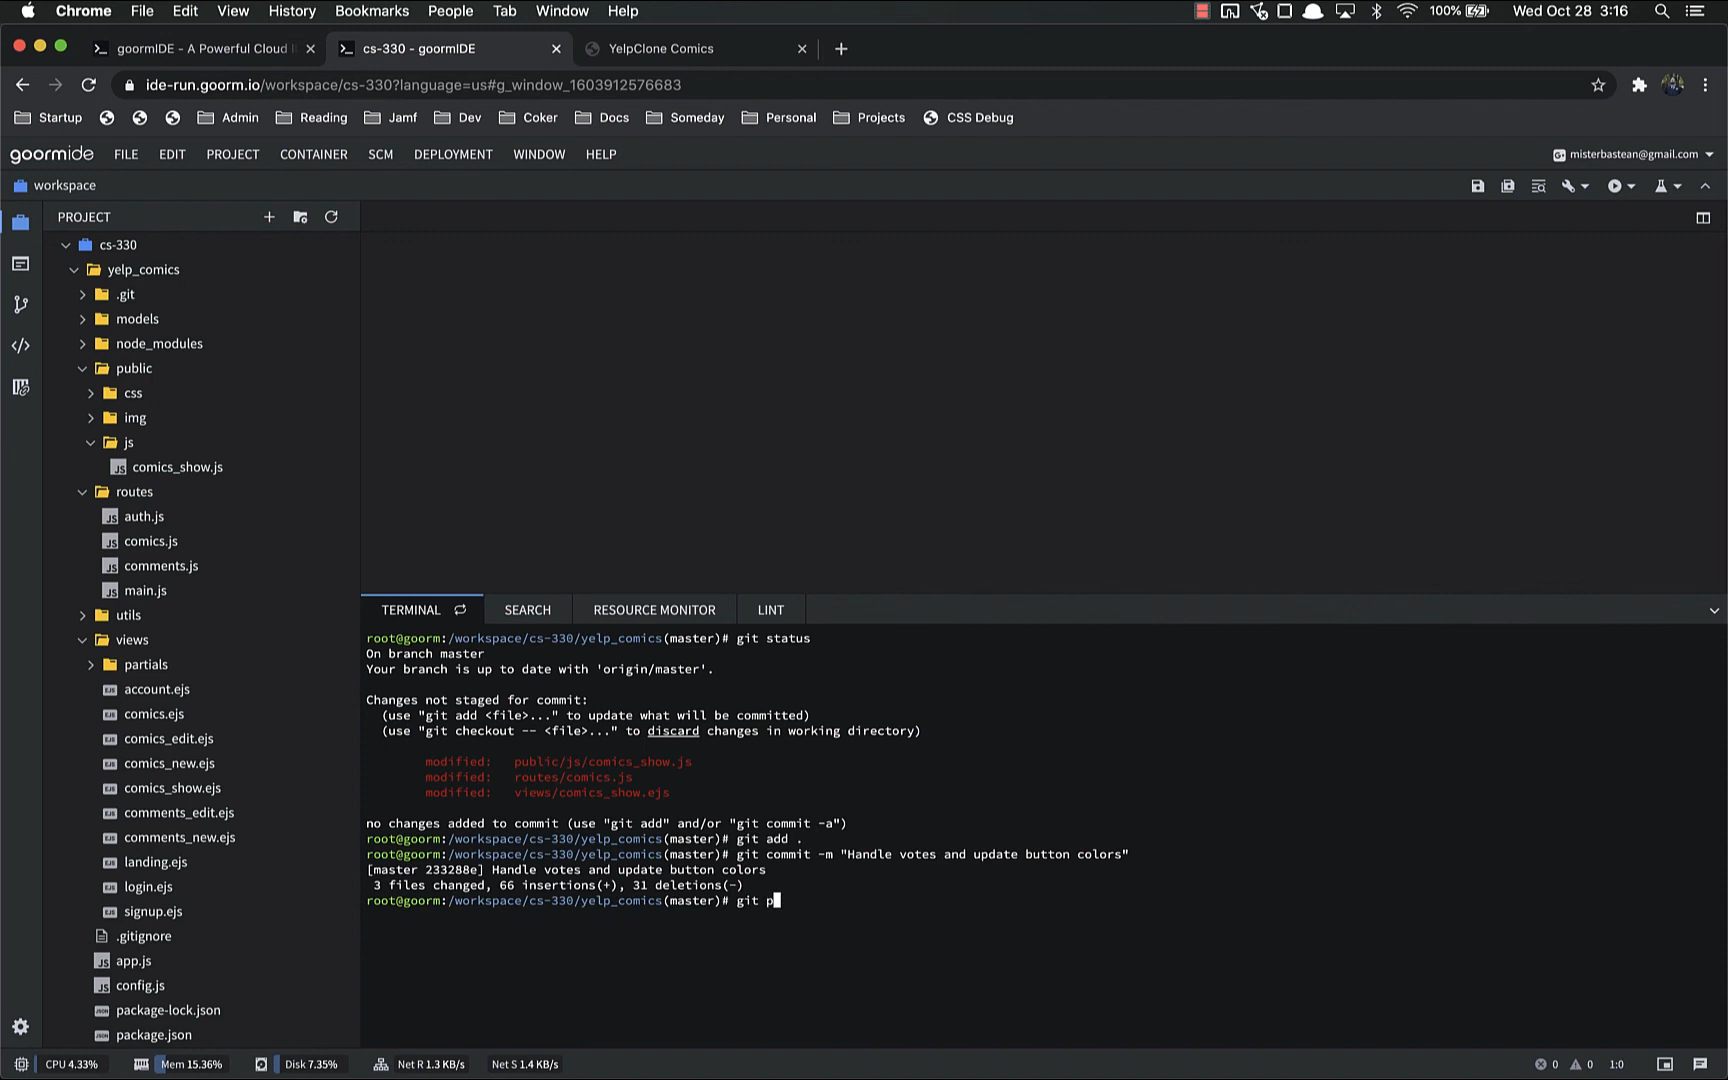 Chrome File Edit View History Bookmarks People Tab Window Help 100% Wed Oct 28 3:16
goormIDE - A Powerful Cloud I cs-330 - goormIDE YelpClone Comics
ide-run.goorm.io/workspace/cs-330?language=us#g_window_1603912576683
Startup Admin Reading Jamf Dev Coker Docs Someday Personal Projects CSS Debug
goormide FILE EDIT PROJECT CONTAINER SCM DEPLOYMENT WINDOW HELP misterbastean@gmail.com
workspace
PROJECT
cs-330
yelp_comics
.git
models
node_modules
public
css
img
js
comics_show.js
routes
auth.js
comics.js
comments.js
main.js
utils
views
partials
account.ejs
comics.ejs
comics_edit.ejs
comics_new.ejs
comics_show.ejs
comments_edit.ejs
comments_new.ejs
landing.ejs
login.ejs
signup.ejs
.gitignore
app.js
config.js
package-lock.json
package.json
TERMINAL SEARCH RESOURCE MONITOR LINT
root@goorm:/workspace/cs-330/yelp_comics(master)# git status
On branch master
Your branch is up to date with 'origin/master'.
Changes not staged for commit:
(use "git add <file>..." to update what will be committed)
(use "git checkout -- <file>..." to discard changes in working directory)
modified: public/js/comics_show.js
modified: routes/comics.js
modified: views/comics_show.ejs
no changes added to commit (use "git add" and/or "git commit -a")
root@goorm:/workspace/cs-330/yelp_comics(master)# git add .
root@goorm:/workspace/cs-330/yelp_comics(master)# git commit -m "Handle votes and update button colors"
[master 233288e] Handle votes and update button colors
3 files changed, 66 insertions(+), 31 deletions(-)
root@goorm:/workspace/cs-330/yelp_comics(master)# git p
CPU 4.33% Mem 15.36% Disk 7.35% Net R 1.3 KB/s Net S 1.4 KB/s 0 0 1:0